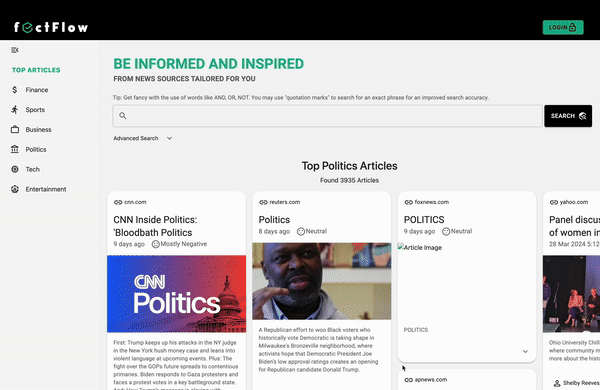 factFlow
LOGIN
TOP ARTICLES
Finance
Sports
Business
Politics
Tech
Entertainment
BE INFORMED AND INSPIRED
FROM NEWS SOURCES TAILORED FOR YOU
Tip: Get fancy with the use of words like AND, OR, NOT. You may use "quotation marks" to search for an exact phrase for an improved search accuracy.
SEARCH
Advanced Search
Top Politics Articles
Found 3935 Articles
cnn.com
CNN Inside Politics:
'Bloodbath Politics
9 days ago Mostly Negative
CNN
Politics
First: Trump keeps up his attacks in the NY judge
in the New York hush money case and leans into
violent language at upcoming events. Plus: The
fight over the GOPs future spreads to contentious
primaries. Biden responds to Gaza protesters and
faces a protest votes in a key battleground state.
reuters.com
Politics
8 days ago Neutral
A Republican effort to woo Black voters who
historically vote Democratic is taking shape in
Milwaukee's Bronzeville neighborhood, where
activists hope that Democratic President Joe
Biden's low approval ratings creates an opening
for Republican candidate Donald Trump.
foxnews.com
POLITICS
9 days ago Neutral
Article Image
POLITICS
apnews.com
yahoo.com
Panel discus
of women in
28 Mar 2024 5:12
Ohio University Chilli
where community m
more about the histo
Shelby Reeves